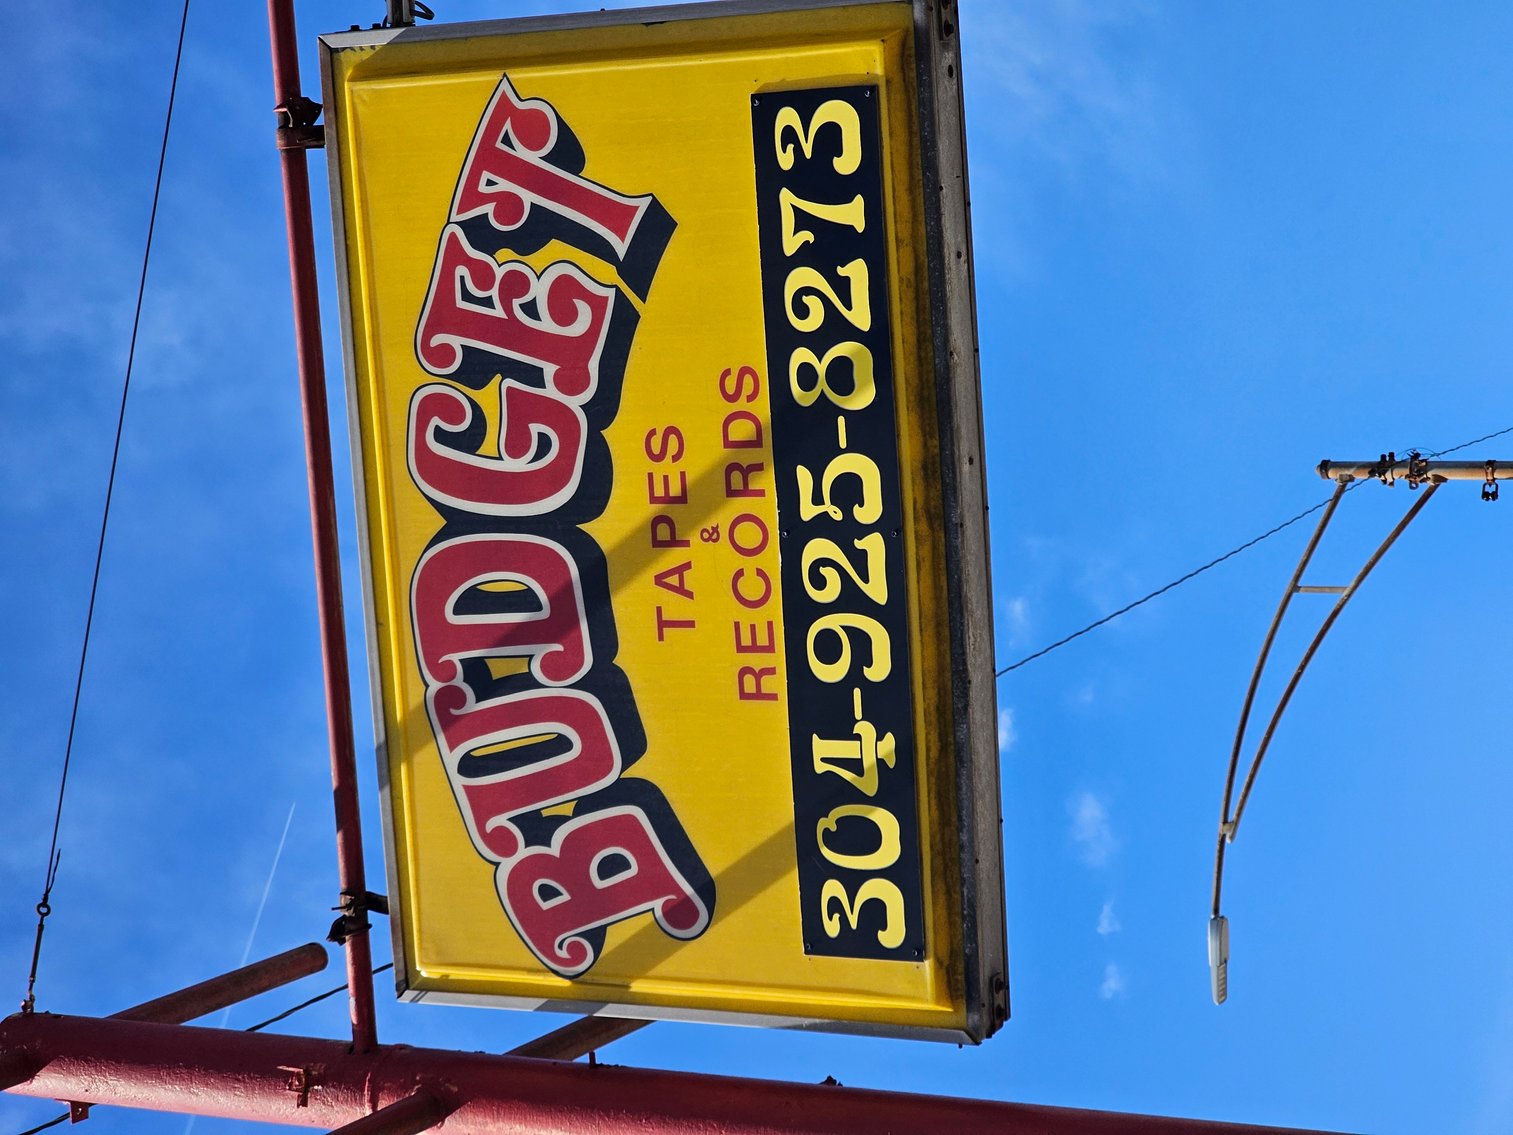 BUDGET
TAPES
&
RECORDS
304-925-8273